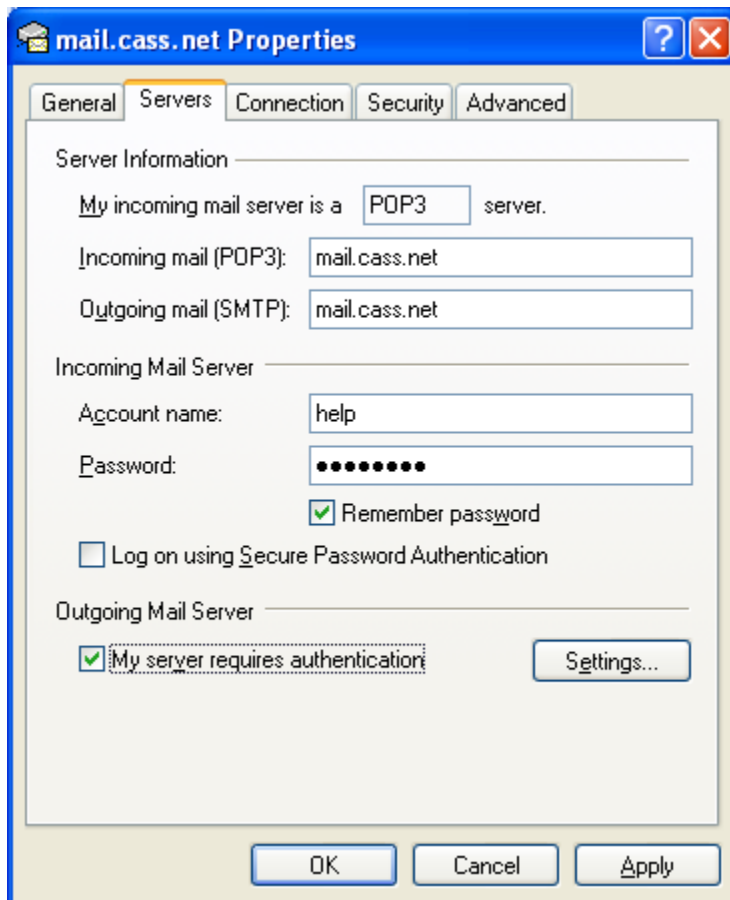 mail.cass.net Properties
General Servers Connection Security Advanced
Server Information
My incoming mail server is a POP3 server.
Incoming mail (POP3): mail.cass.net
Outgoing mail (SMTP): mail.cass.net
Incoming Mail Server
Account name: help
Password: ●●●●●●●●
Remember password
Log on using Secure Password Authentication
Outgoing Mail Server
My server requires authentication Settings...
OK Cancel Apply